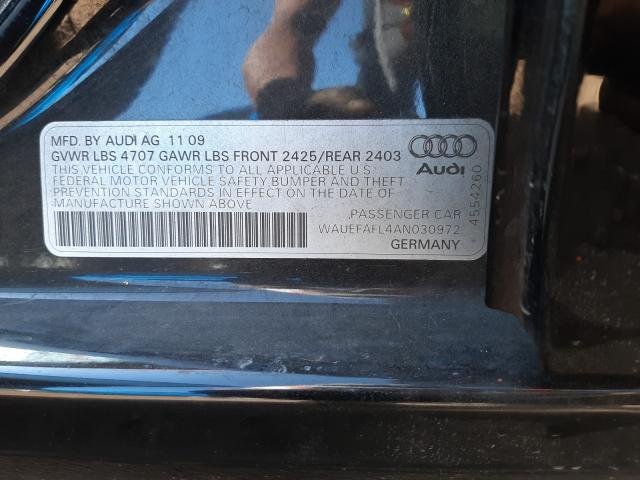 MFD. BY AUDI AG 11 09
GVWR LBS 4707 GAWR LBS FRONT 2425/REAR 2403
THIS VEHICLE CONFORMS TO ALL APPLICABLE U S
FEDERAL MOTOR VEHICLE SAFETY BUMPER AND THEFT
PREVENTION STANDARDS IN EFFECT ON THE DATE OF
MANUFACTURE SHOWN ABOVE
PASSENGER CAR
WAUEFAFL4AN030972
GERMANY
Audi
4554280